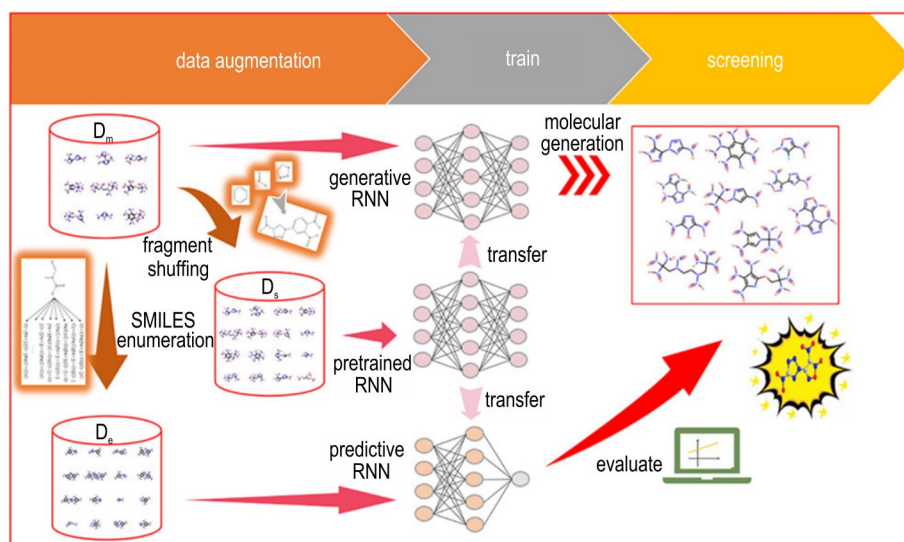 data augmentation
train
screening
Dm
generative
RNN
molecular
generation
fragment
shuffing
transfer
Ds
SMILES
enumeration
pretrained
RNN
transfer
De
predictive
RNN
evaluate